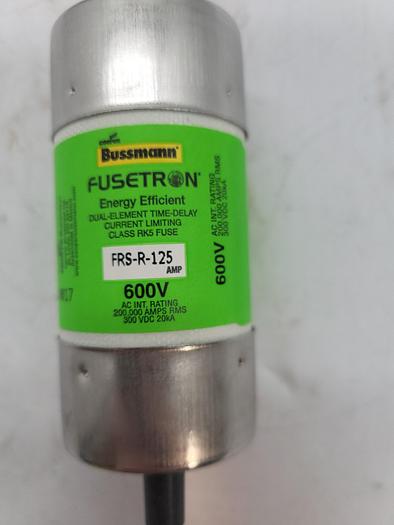 COOPER
Bussmann
FUSETRON®
Energy Efficient
DUAL-ELEMENT TIME-DELAY
CURRENT LIMITING
CLASS RK5 FUSE
FRS-R-125
AMP
600V
AC INT. RATING
200,000 AMPS RMS
300 VDC 20kA
600V
AC INT. RATING
200,000 AMPS RMS
300 VDC 20kA